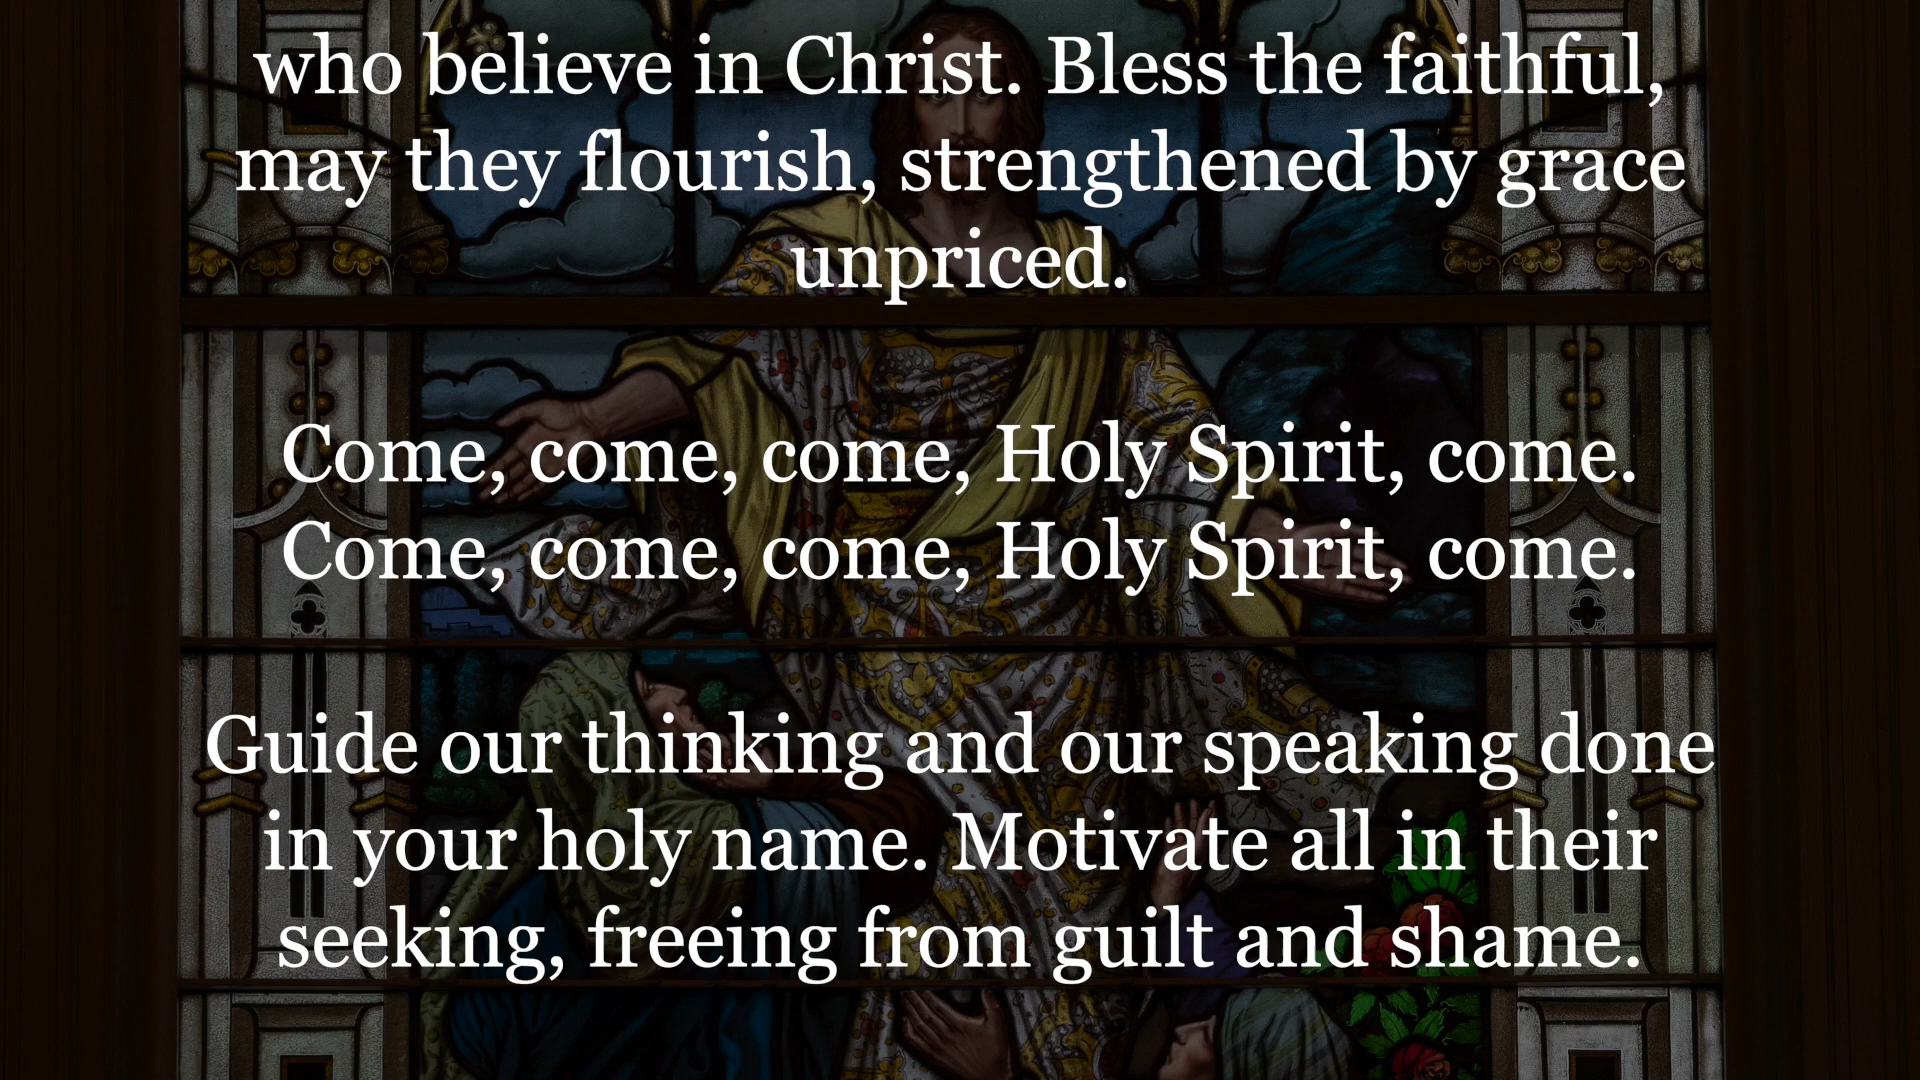 who believe in Christ. Bless the faithful,
may they flourish, strengthened by grace
unpriced.
Come, come, come, Holy Spirit, come.
Come, come, come, Holy Spirit, come.
Guide our thinking and our speaking done
in your holy name. Motivate all in their
seeking, freeing from guilt and shame.